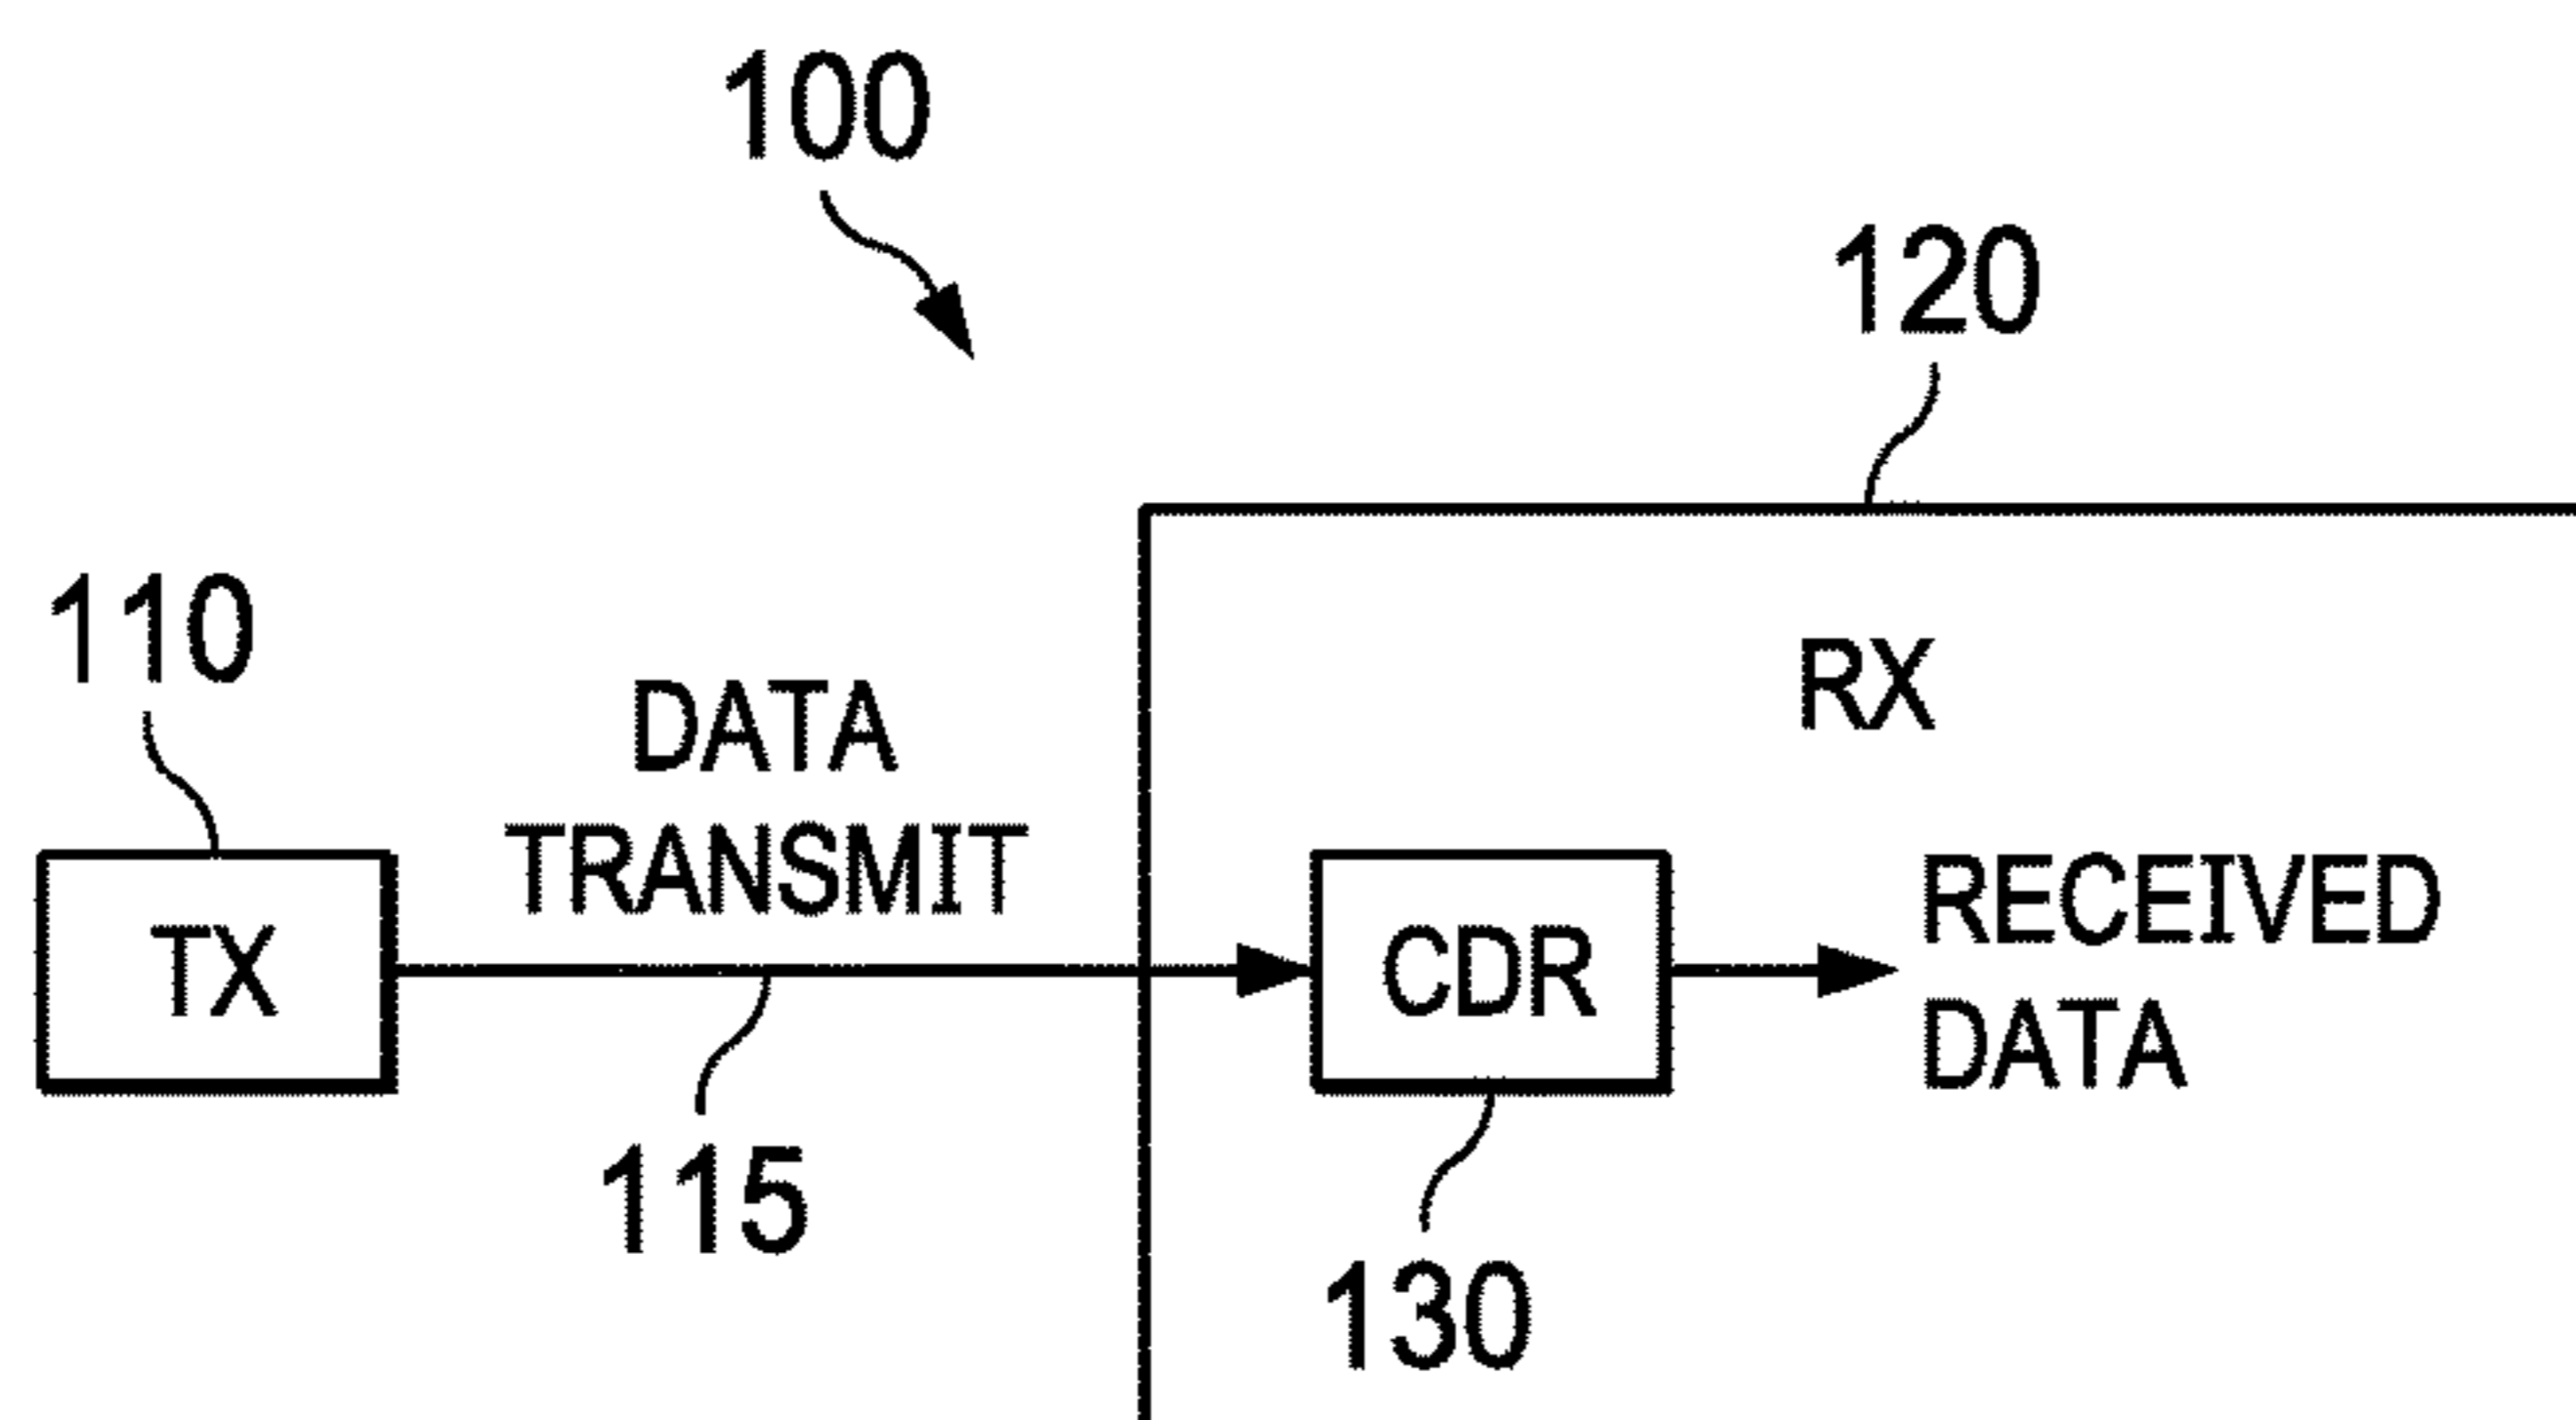 100
120
110
RX
DATA
TRANSMIT
TX
CDR
RECEIVED
DATA
115
130